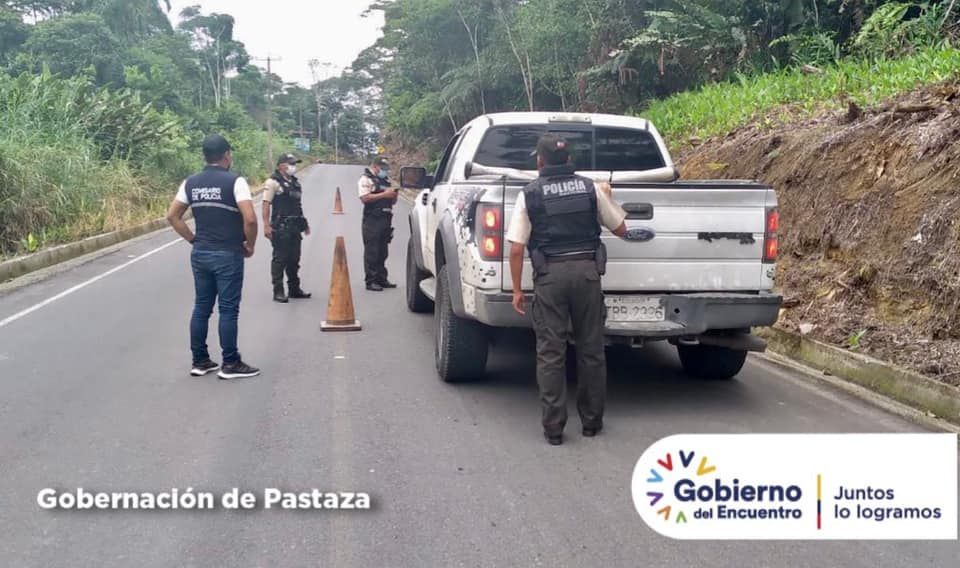 COMISARIO
DE POLICÍA
POLICÍA
Ford
Gobernación de Pastaza
Gobierno
del Encuentro
Juntos
lo logramos